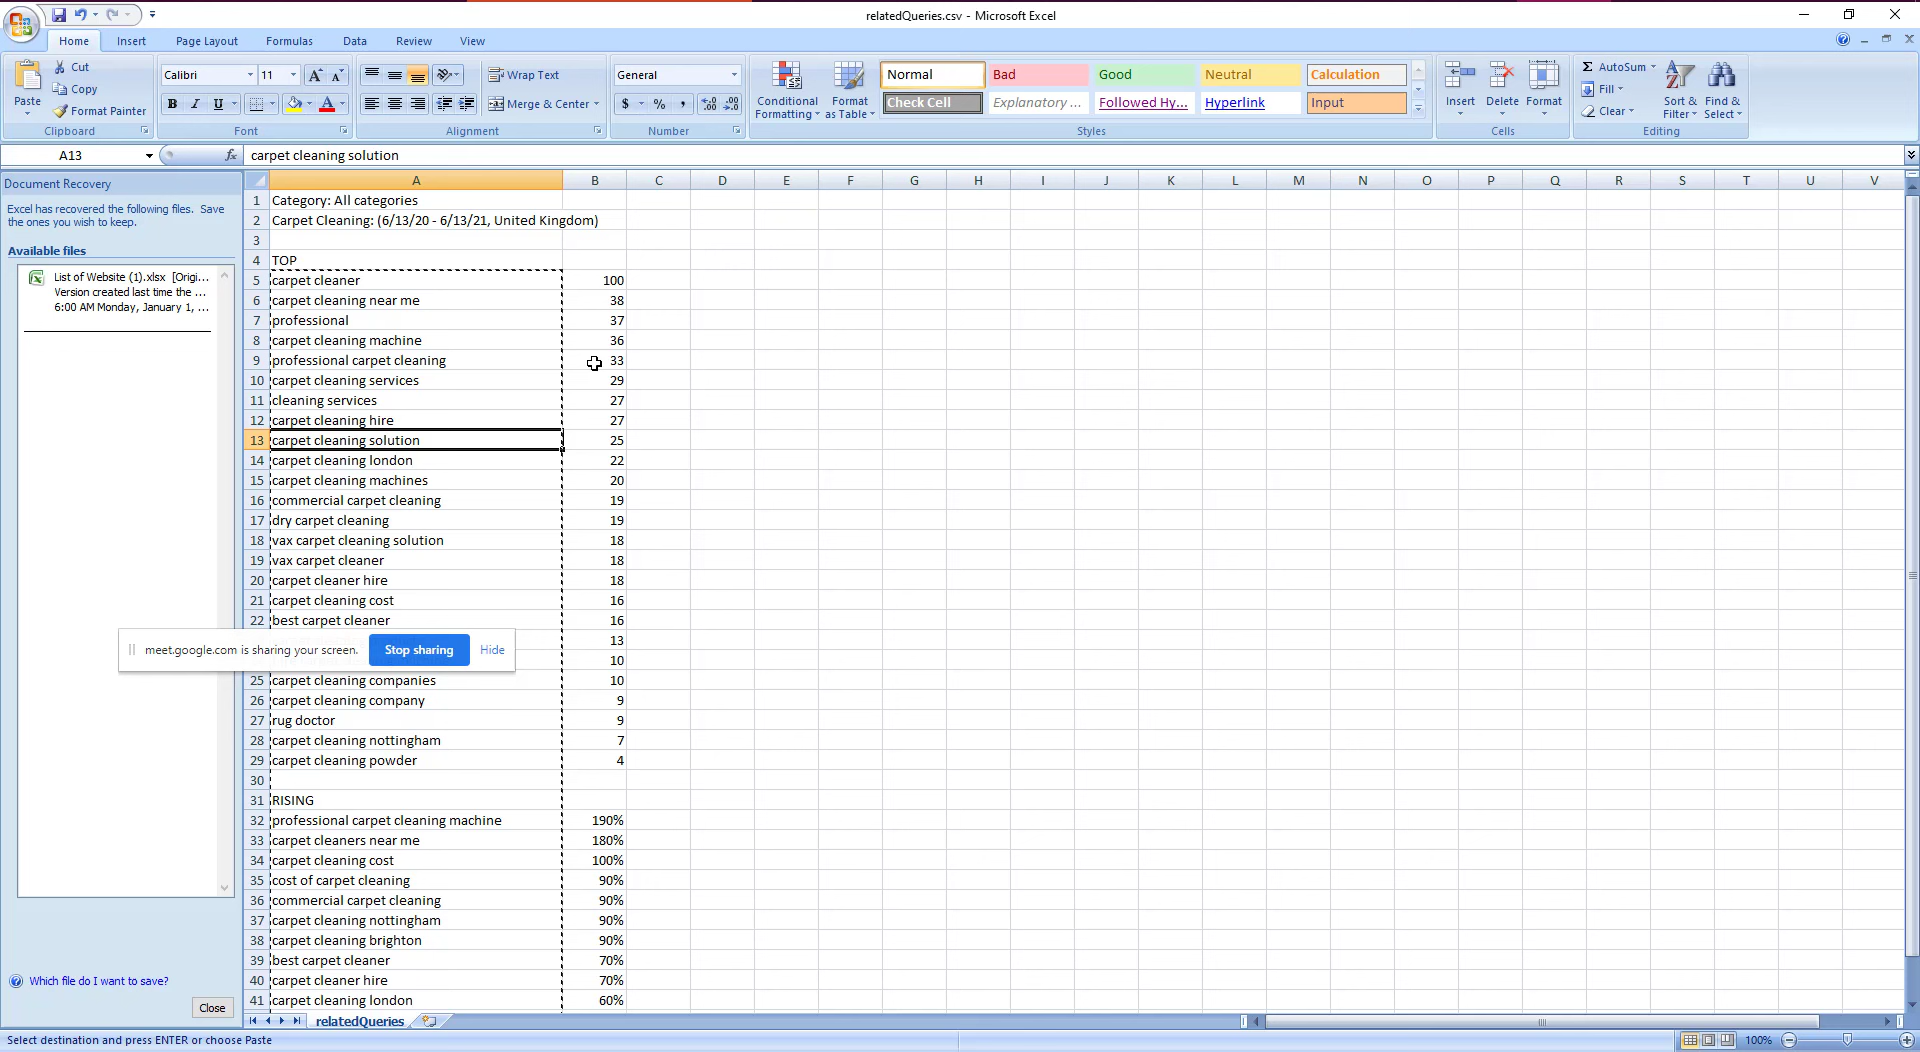 relatedQueries.csv - Microsoft Excel
Home Insert Page Layout Formulas Data Review View
Paste
Cut
Copy
Format Painter
Clipboard
Calibri 11
B I U
Font
Wrap Text
Merge & Center
Alignment
General
$ % ,
Number
Conditional Formatting
Format as Table
Normal Bad Good Neutral Calculation
Check Cell Explanatory ... Followed Hy... Hyperlink Input
Styles
Insert Delete Format
Cells
AutoSum
Fill
Clear
Sort & Filter
Find & Select
Editing
A13 fx carpet cleaning solution
Document Recovery
Excel has recovered the following files. Save
the ones you wish to keep.
Available files
List of Website (1).xlsx [Origi...
Version created last time the ...
6:00 AM Monday, January 1, ...
Which file do I want to save?
Close
A B C D E F G H I J K L M N O P Q R S T U V
1 Category: All categories
2 Carpet Cleaning: (6/13/20 - 6/13/21, United Kingdom)
3
4 TOP
5 carpet cleaner 100
6 carpet cleaning near me 38
7 professional 37
8 carpet cleaning machine 36
9 professional carpet cleaning 33
10 carpet cleaning services 29
11 cleaning services 27
12 carpet cleaning hire 27
13 carpet cleaning solution 25
14 carpet cleaning london 22
15 carpet cleaning machines 20
16 commercial carpet cleaning 19
17 dry carpet cleaning 19
18 vax carpet cleaning solution 18
19 vax carpet cleaner 18
20 carpet cleaner hire 18
21 carpet cleaning cost 16
22 best carpet cleaner 16
13
meet.google.com is sharing your screen. Stop sharing Hide
10
25 carpet cleaning companies 10
26 carpet cleaning company 9
27 rug doctor 9
28 carpet cleaning nottingham 7
29 carpet cleaning powder 4
30
31 RISING
32 professional carpet cleaning machine 190%
33 carpet cleaners near me 180%
34 carpet cleaning cost 100%
35 cost of carpet cleaning 90%
36 commercial carpet cleaning 90%
37 carpet cleaning nottingham 90%
38 carpet cleaning brighton 90%
39 best carpet cleaner 70%
40 carpet cleaner hire 70%
41 carpet cleaning london 60%
relatedQueries
Select destination and press ENTER or choose Paste
100%